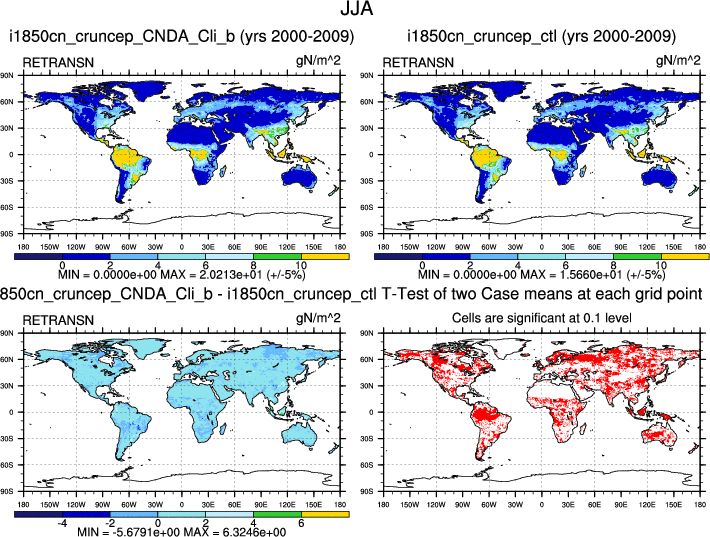 JJA
i1850cn_cruncep_CNDA_Cli_b (yrs 2000-2009)
i1850cn_cruncep_ctl (yrs 2000-2009)
RETRANSN gN/m^2
RETRANSN gN/m^2
90N
60N
30N
0
30S
60S
90S
180 150W 120W 90W 60W 30W 0 30E 60E 90E 120E 150E 180
0 2 4 6 8 10
MIN = 0.0000e+00 MAX = 2.0213e+01 (+/-5%)
90N
60N
30N
0
30S
60S
90S
180 150W 120W 90W 60W 30W 0 30E 60E 90E 120E 150E 180
0 2 4 6 8 10
MIN = 0.0000e+00 MAX = 1.5660e+01 (+/-5%)
850cn_cruncep_CNDA_Cli_b - i1850cn_cruncep_ctl
T-Test of two Case means at each grid point
RETRANSN gN/m^2
Cells are significant at 0.1 level
90N
60N
30N
0
30S
60S
90S
180 150W 120W 90W 60W 30W 0 30E 60E 90E 120E 150E 180
-4 -2 0 2 4 6
MIN = -5.6791e+00 MAX = 6.3246e+00
90N
60N
30N
0
30S
60S
90S
180 150W 120W 90W 60W 30W 0 30E 60E 90E 120E 150E 180